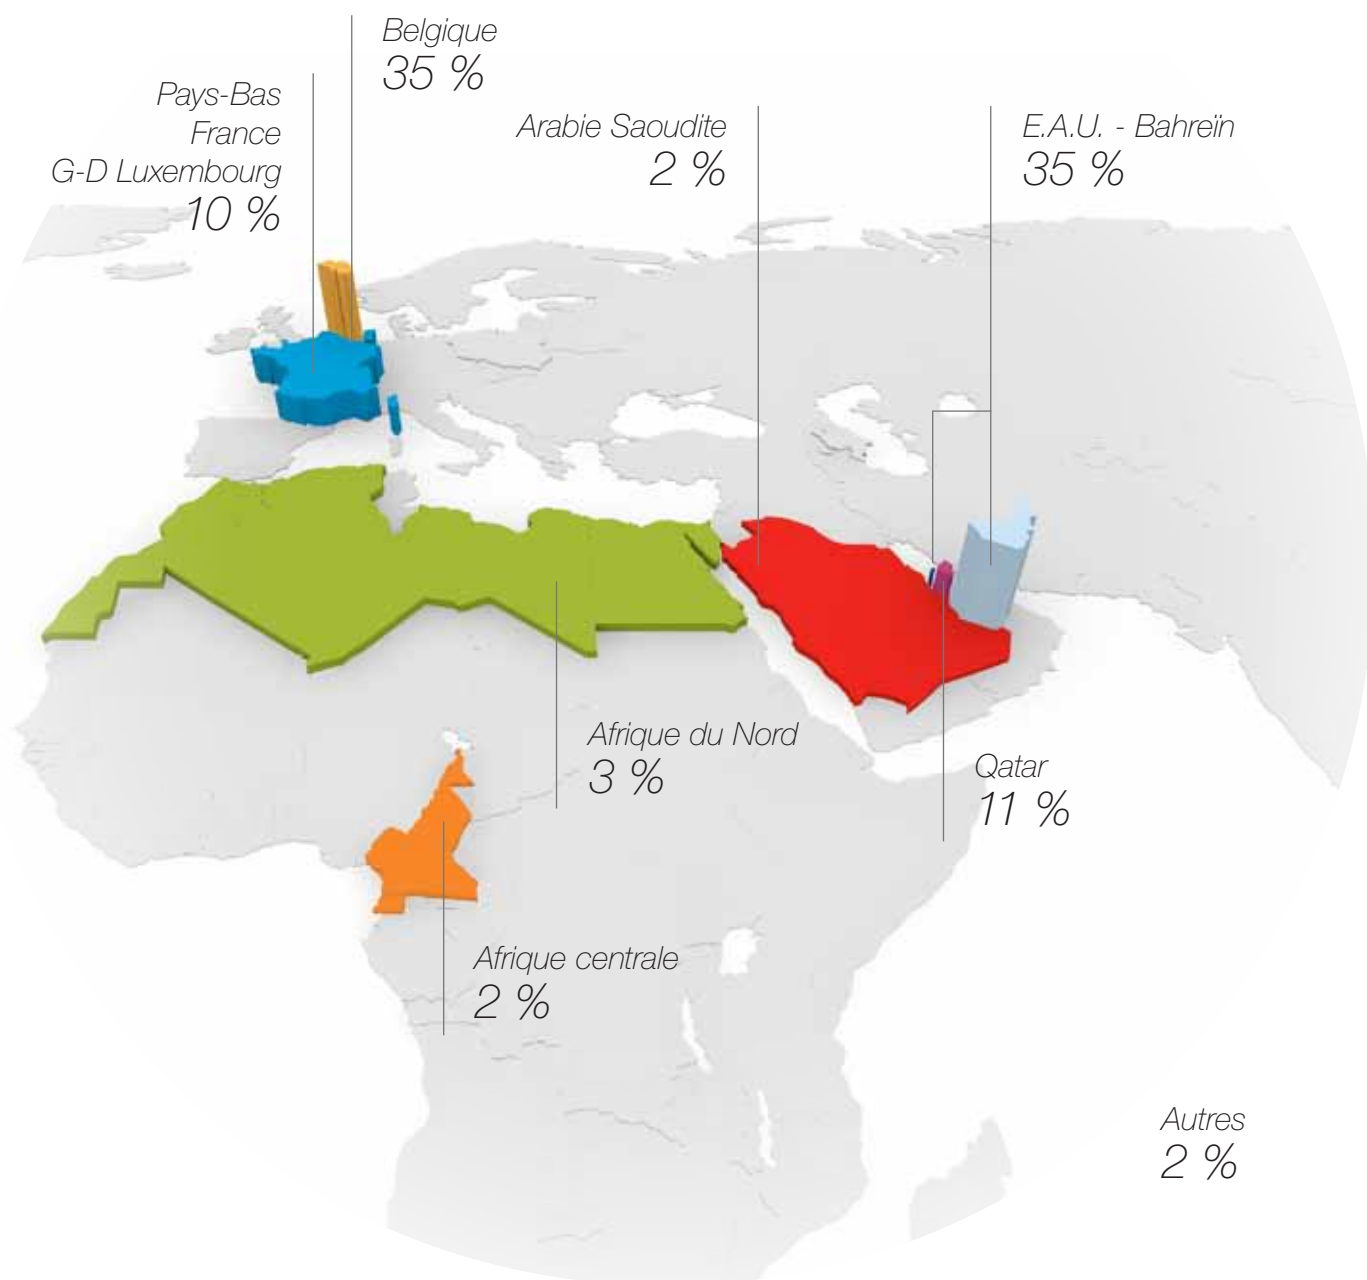 Belgique
35 %
Pays-Bas
France
G-D Luxembourg
10 %
Arabie Saoudite
2 %
E.A.U. - Bahreïn
35 %
Afrique du Nord
3 %
Qatar
11 %
Afrique centrale
2 %
Autres
2 %